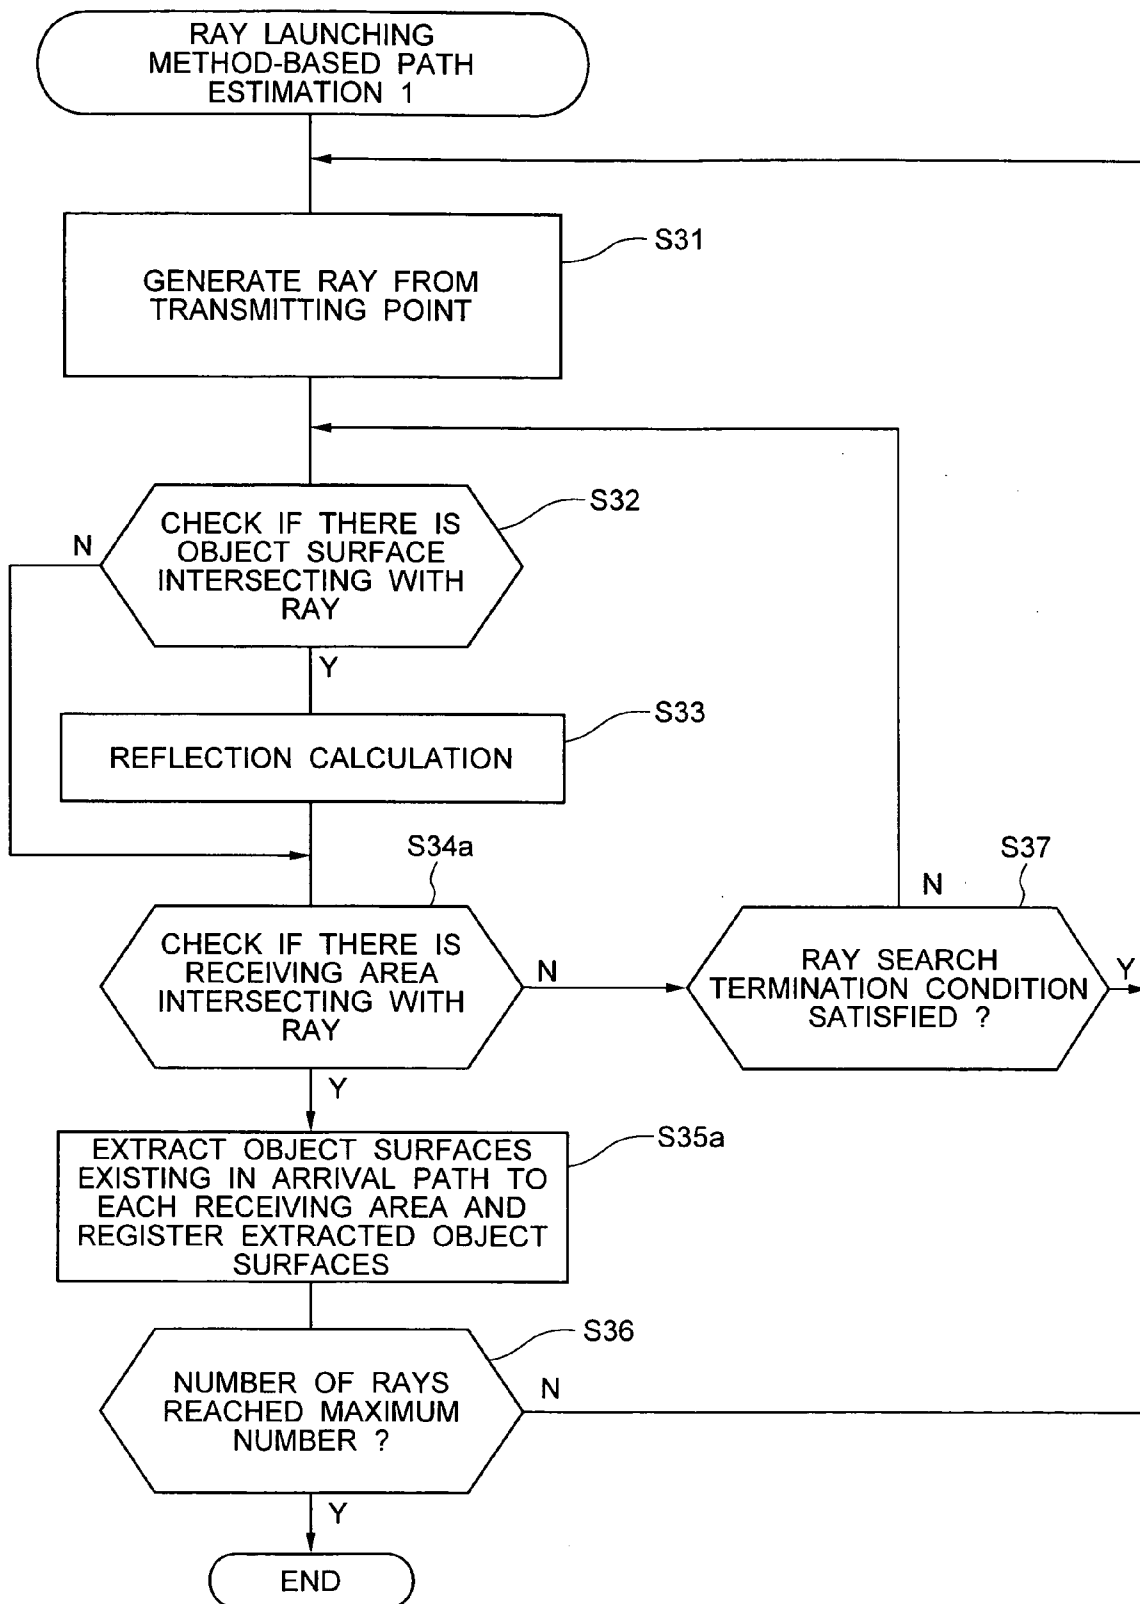 RAY LAUNCHING
METHOD-BASED PATH
ESTIMATION 1
S31
GENERATE RAY FROM
TRANSMITTING POINT
S32
N
CHECK IF THERE IS
OBJECT SURFACE
INTERSECTING WITH
RAY
Y
S33
REFLECTION CALCULATION
S34a
CHECK IF THERE IS
RECEIVING AREA
INTERSECTING WITH
RAY
N
Y
S37
N
RAY SEARCH
TERMINATION CONDITION
SATISFIED ?
Y
S35a
EXTRACT OBJECT SURFACES
EXISTING IN ARRIVAL PATH TO
EACH RECEIVING AREA AND
REGISTER EXTRACTED OBJECT
SURFACES
S36
NUMBER OF RAYS
REACHED MAXIMUM
NUMBER ?
N
Y
END